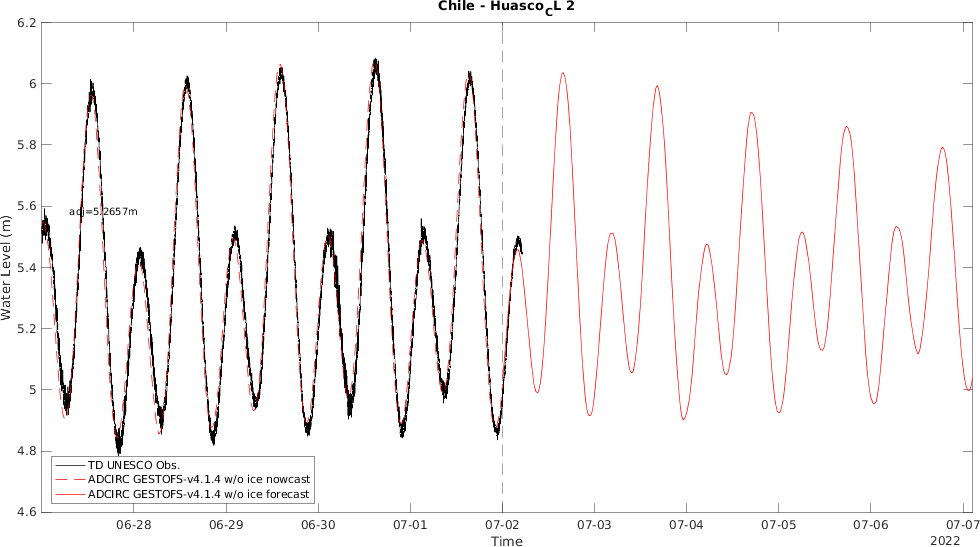 Chile - HuascoCL 2
6.2
6
5.8
5.6
5.4
5.2
5
4.8
4.6
Water Level (m)
adj=5.2657m
TD UNESCO Obs.
ADCIRC GESTOFS-v4.1.4 w/o ice nowcast
ADCIRC GESTOFS-v4.1.4 w/o ice forecast
06-28 06-29 06-30 07-01 07-02 07-03 07-04 07-05 07-06 07-07
Time
2022